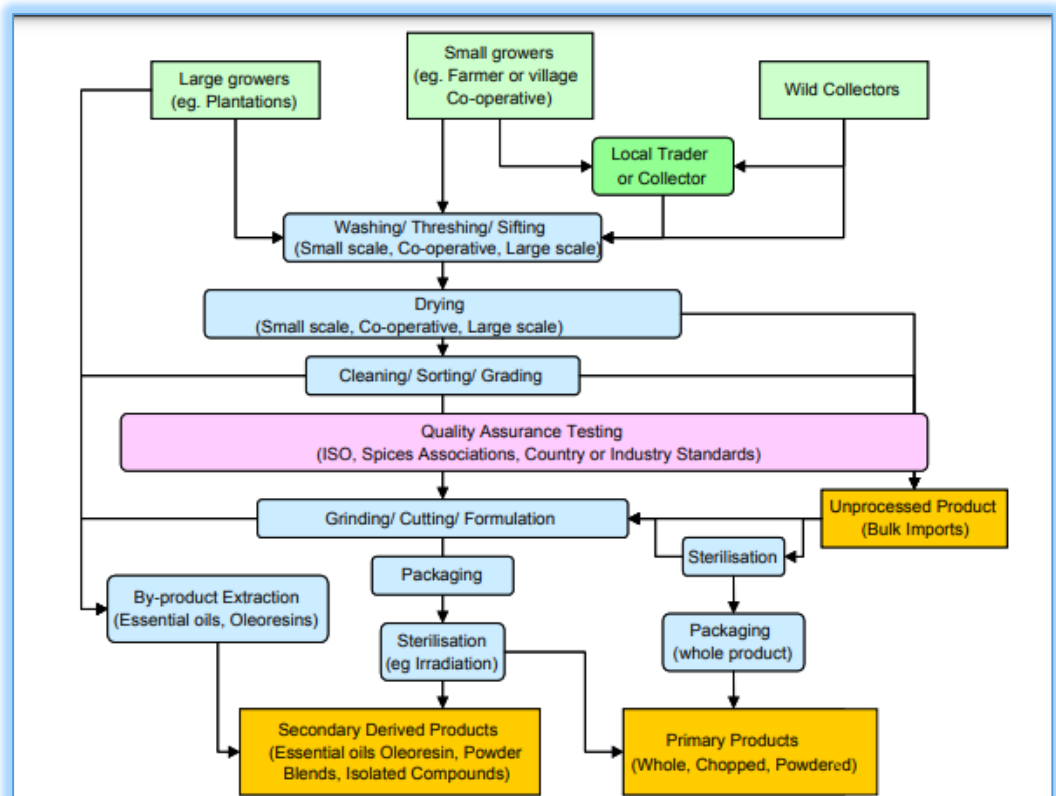 Large growers
(eg. Plantations)
Small growers
(eg. Farmer or village
Co-operative)
Wild Collectors
Local Trader
or Collector
Washing/ Threshing/ Sifting
(Small scale, Co-operative, Large scale)
Drying
(Small scale, Co-operative, Large scale)
Cleaning/ Sorting/ Grading
Quality Assurance Testing
(ISO, Spices Associations, Country or Industry Standards)
Unprocessed Product
(Bulk Imports)
Grinding/ Cutting/ Formulation
Sterilisation
Packaging
By-product Extraction
(Essential oils, Oleoresins)
Sterilisation
(eg Irradiation)
Packaging
(whole product)
Secondary Derived Products
(Essential oils Oleoresin, Powder
Blends, Isolated Compounds)
Primary Products
(Whole, Chopped, Powdered)